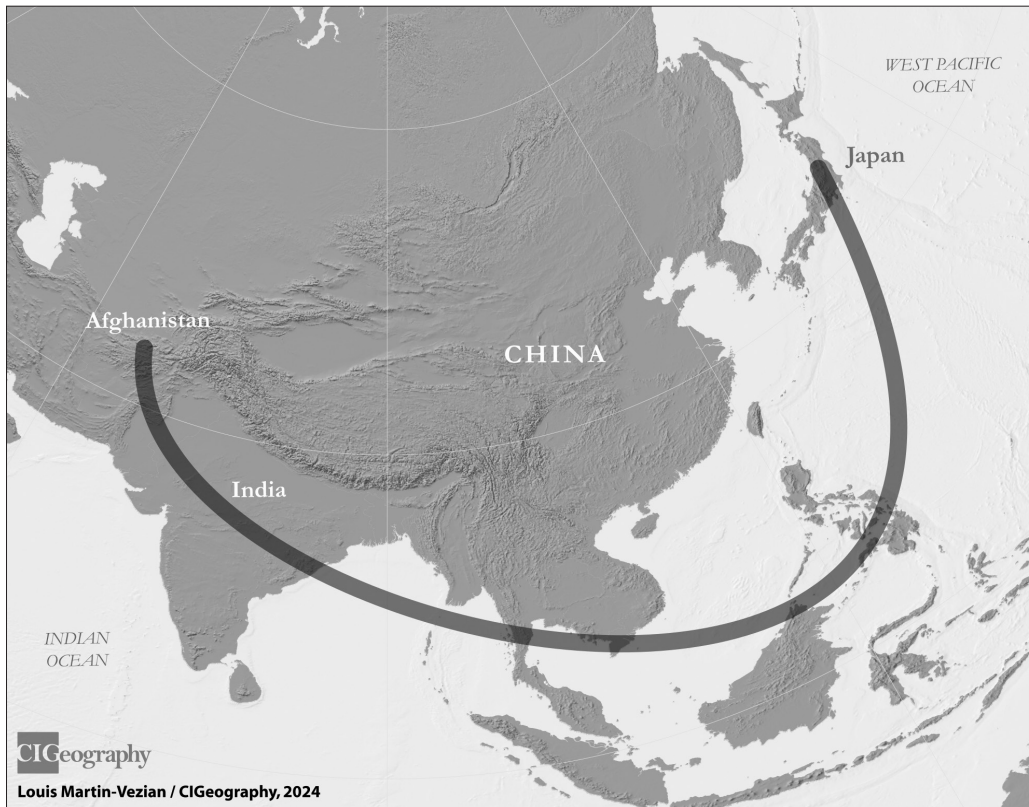 WEST PACIFIC
OCEAN
Japan
Afghanistan
CHINA
India
INDIAN
OCEAN
CIGeography
Louis Martin-Vezian / CIGeography, 2024